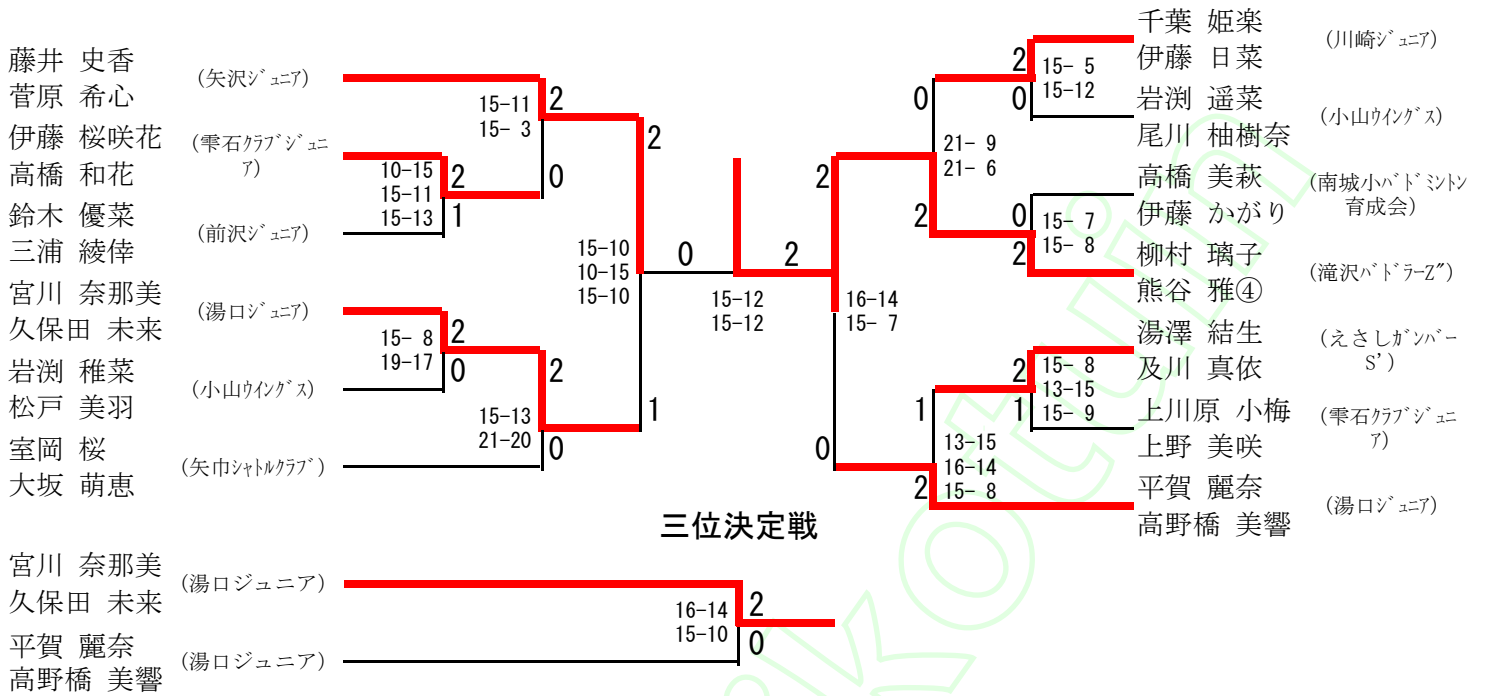 藤井 史香
菅原 希心
(矢沢ジュニア)
伊藤 桜咲花
高橋 和花
(雫石クラブジュニ
ア)
鈴木 優菜
三浦 綾倖
(前沢ジュニア)
宮川 奈那美
久保田 未来
(湯口ジュニア)
岩渕 稚菜
松戸 美羽
(小山ウイングス)
室岡 桜
大坂 萌恵
(矢巾シャトルクラブ)
15-11
15- 3
2
0
10-15
15-11
15-13
2
1
15- 8
19-17
2
0
15-13
21-20
2
0
15-10
10-15
15-10
2
1
0
2
15-12
15-12
2
0
16-14
15- 7
0
2
21- 9
21- 6
2
0
15- 5
15-12
0
2
15- 7
15- 8
1
2
13-15
16-14
15- 8
2
1
15- 8
13-15
15- 9
千葉 姫楽
伊藤 日菜
(川崎ジュニア)
岩渕 遥菜
尾川 柚樹奈
(小山ウイングス)
高橋 美萩
伊藤 かがり
(南城小バドミントン
育成会)
柳村 璃子
熊谷 雅④
(滝沢バドラーZ")
湯澤 結生
及川 真依
(えさしガンバー
S')
上川原 小梅
上野 美咲
(雫石クラブジュニ
ア)
平賀 麗奈
高野橋 美響
(湯口ジュニア)
三位決定戦
宮川 奈那美
久保田 未来
(湯口ジュニア)
平賀 麗奈
高野橋 美響
(湯口ジュニア)
16-14
15-10
2
0